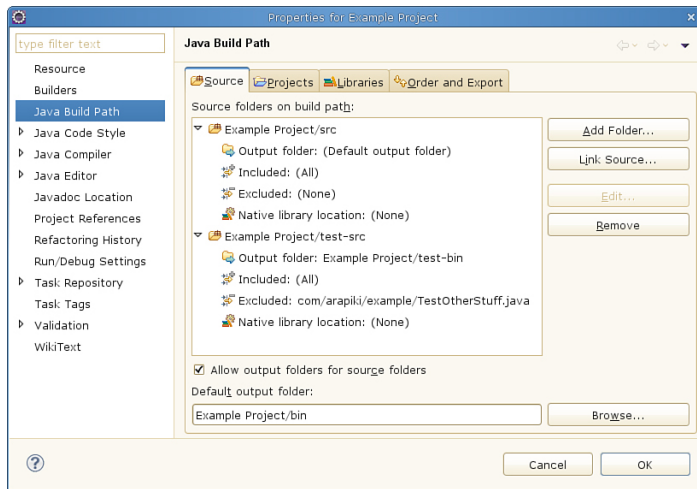 Properties for Example Project
type filter text
Resource
Builders
Java Build Path
Java Code Style
Java Compiler
Java Editor
Javadoc Location
Project References
Refactoring History
Run/Debug Settings
Task Repository
Task Tags
Validation
WikiText
Java Build Path
Source Projects Libraries Order and Export
Source folders on build path:
Example Project/src
Output folder: (Default output folder)
Included: (All)
Excluded: (None)
Native library location: (None)
Example Project/test-src
Output folder: Example Project/test-bin
Included: (All)
Excluded: com/arapiki/example/TestOtherStuff.java
Native library location: (None)
Add Folder...
Link Source...
Edit...
Remove
Allow output folders for source folders
Default output folder:
Example Project/bin
Browse...
Cancel
OK